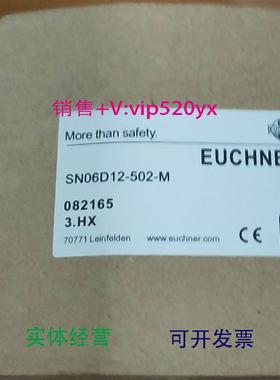 销售+V:vip520yx
More than safety.
EUCHNE
SN06D12-502-M
082165
3.HX
70771 Leinfelden
www.euchner.com
CE
实体经营
可开发票